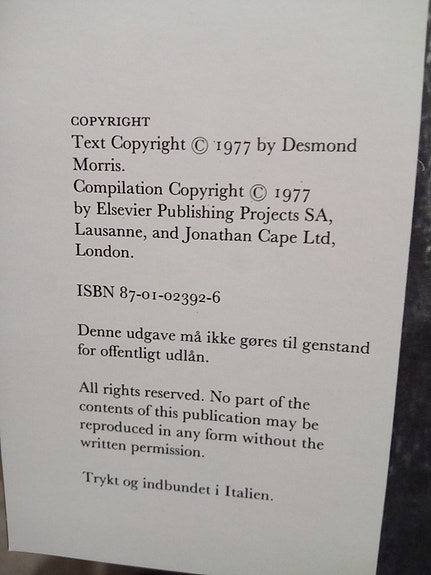 COPYRIGHT
Text Copyright © 1977 by Desmond
Morris.
Compilation Copyright © 1977
by Elsevier Publishing Projects SA,
Lausanne, and Jonathan Cape Ltd,
London.
ISBN 87-01-02392-6
Denne udgave må ikke gøres til genstand
for offentligt udlån.
All rights reserved. No part of the
contents of this publication may be
reproduced in any form without the
written permission.
Trykt og indbundet i Italien.